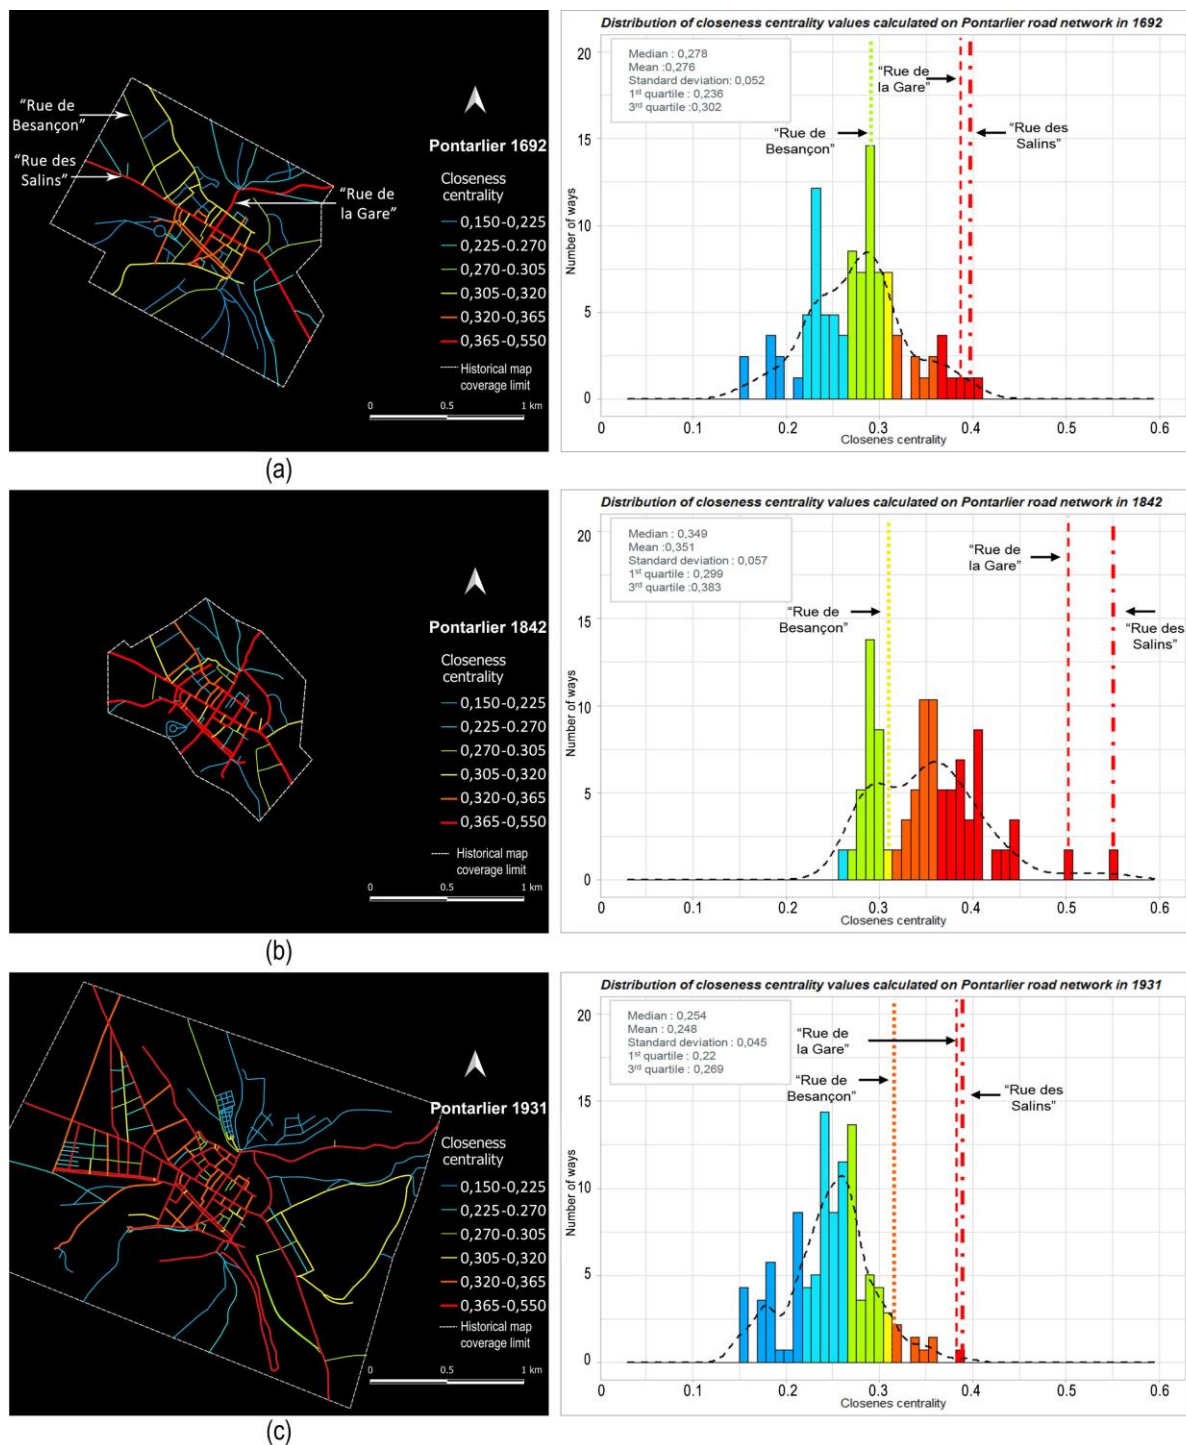 "Rue de
Besançon"
"Rue des
Salins"
"Rue de
la Gare"
Pontarlier 1692
Closeness
centrality
0,150-0,225
0,225-0.270
0,270-0.305
0,305-0,320
0,320-0,365
0,365-0,550
Historical map
coverage limit
0 0.5 1 km
Distribution of closeness centrality values calculated on Pontarlier road network in 1692
Median : 0,278
Mean :0,276
Standard deviation: 0,052
1st quartile : 0,236
3rd quartile : 0,302
"Rue de
la Gare"
"Rue de
Besançon"
"Rue des
Salins"
Number of ways
20
15
10
5
0
0 0.1 0.2 0.3 0.4 0.5 0.6
Closenes centrality
(a)
Pontarlier 1842
Closeness
centrality
0,150-0,225
0,225-0.270
0,270-0.305
0,305-0,320
0,320-0,365
0,365-0,550
Historical map
coverage limit
0 0.5 1 km
Distribution of closeness centrality values calculated on Pontarlier road network in 1842
Median : 0,349
Mean :0,351
Standard deviation : 0,057
1st quartile : 0,299
3rd quartile : 0,383
"Rue de
la Gare"
"Rue de
Besançon"
"Rue des
Salins"
Number of ways
20
15
10
5
0
0 0.1 0.2 0.3 0.4 0.5 0.6
Closenes centrality
(b)
Pontarlier 1931
Closeness
centrality
0,150-0,225
0,225-0.270
0,270-0.305
0,305-0,320
0,320-0,365
0,365-0,550
Historical map
coverage limit
0 0.5 1 km
Distribution of closeness centrality values calculated on Pontarlier road network in 1931
Median : 0,254
Mean : 0,248
Standard deviation : 0,045
1st quartile : 0,22
3rd quartile : 0,269
"Rue de
la Gare"
"Rue de
Besançon"
"Rue des
Salins"
Number of ways
20
15
10
5
0
0 0.1 0.2 0.3 0.4 0.5 0.6
Closenes centrality
(c)